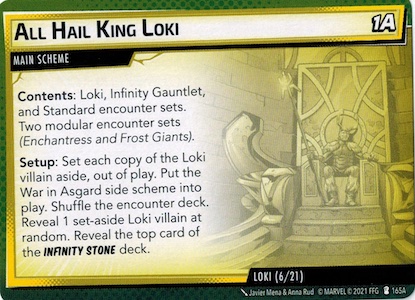 ALL HAIL KING LOKI
1A
MAIN SCHEME
Contents: Loki, Infinity Gauntlet,
and Standard encounter sets.
Two modular encounter sets
(Enchantress and Frost Giants).
Setup: Set each copy of the Loki
villain aside, out of play. Put the
War in Asgard side scheme into
play. Shuffle the encounter deck.
Reveal 1 set-aside Loki villain at
random. Reveal the top card of
the INFINITY STONE deck.
LOKI (6/21)
Javier Mena & Anna Rud © MARVEL © 2021 FFG 165A